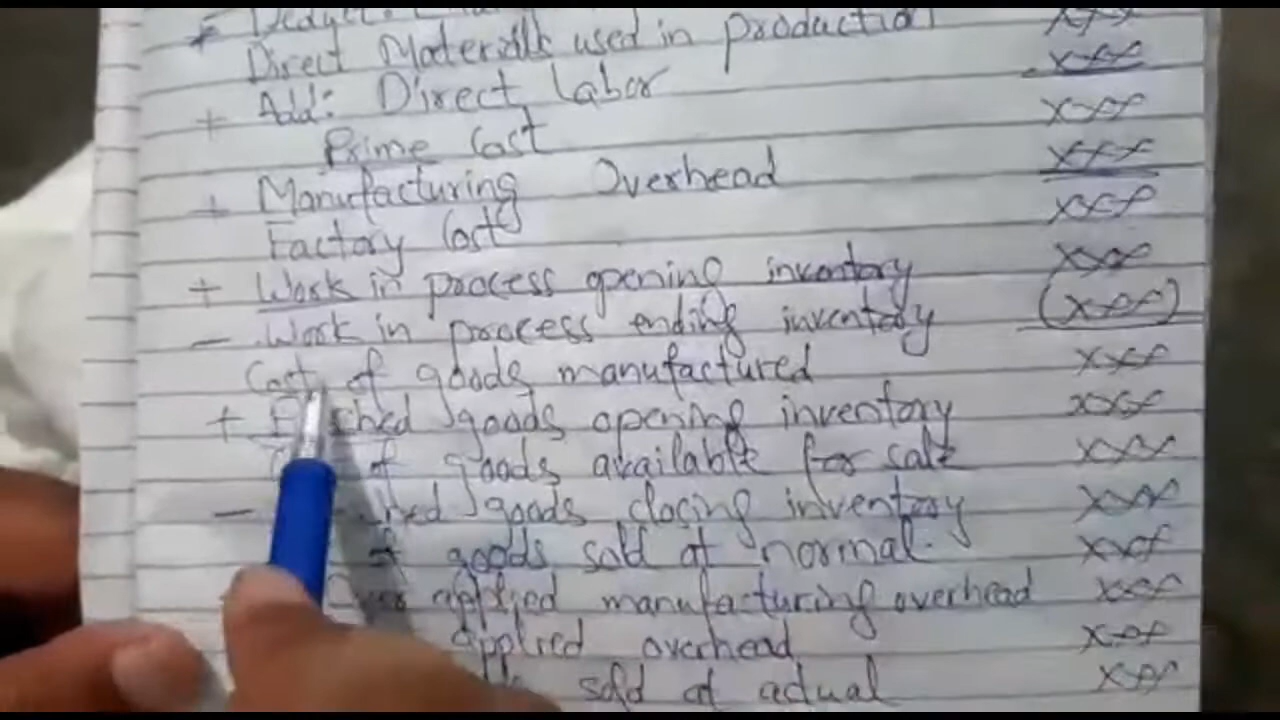 Direct Materials used in production xxx
+ Add: Direct Labor xxx
Prime Cost xxx
+ Manufacturing Overhead xxx
Factory Cost xxx
+ Work in process opening inventory xxx
- Work in process ending inventory (xxx)
Cost of goods manufactured xxx
+ goods opening inventory xxx
of goods available for sale xxx
- goods closing inventory xxx
of goods sold at normal. xxx
Over applied manufacturing overhead xxx
applied overhead xxx
sold at actual xxx